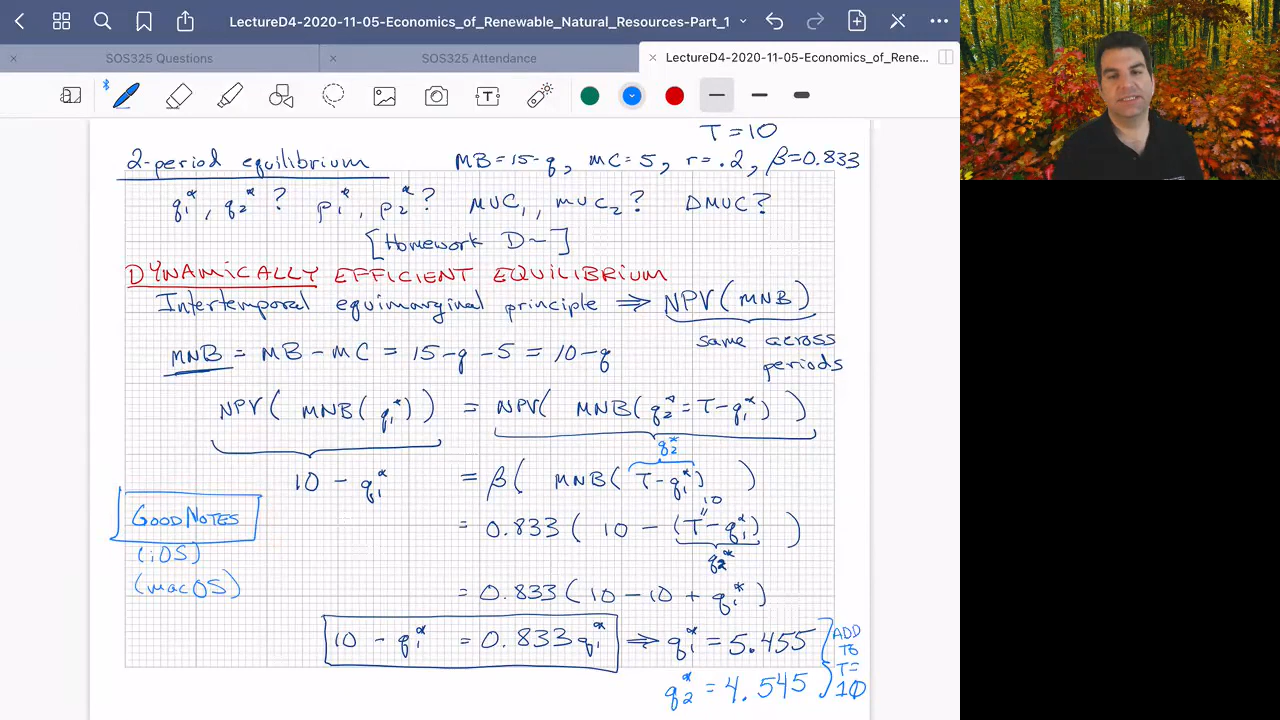 LectureD4-2020-11-05-Economics_of_Renewable_Natural_Resources-Part_1
SOS325 Questions
SOS325 Attendance
LectureD4-2020-11-05-Economics_of_Rene...
T = 10
2-period equilibrium MB = 15-q, MC = 5, r = .2, β = 0.833
q₁*, q₂*? p₁*, p₂*? MUC₁, MUC₂? ΔMUC?
[Homework D~]
DYNAMICALLY EFFICIENT EQUILIBRIUM
Intertemporal equimarginal principle ⇒ NPV(MNB)
same across
periods
MNB = MB - MC = 15-q - 5 = 10-q
NPV( MNB(q₁*)) = NPV( MNB(q₂* = T-q₁*) )
q₂*
10 - q₁* = β( MNB(T-q₁*) )
10
"
= 0.833( 10 - (T-q₁*) )
q₂*
GOODNOTES
(iOS)
(macOS)
= 0.833(10 - 10 + q₁*)
10 - q₁* = 0.833q₁* ⇒ q₁* = 5.455
q₂* = 4.545
ADD
TO
T=
10